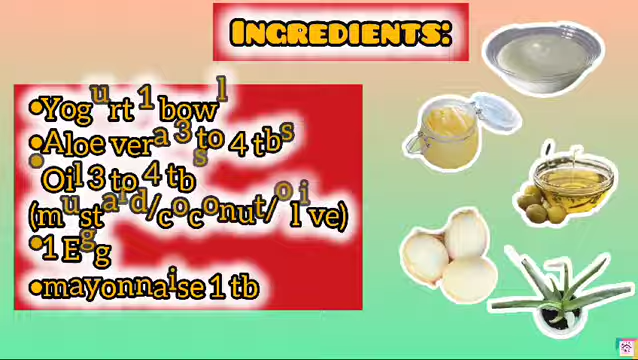 INGREDIENTS:
•Yogurt 1 bowl
•Aloe vera 3 to 4 tbs
•Oil 3 to 4 tbs
(mustard/coconut/olive)
•1 Egg
•mayonnaise 1 tb